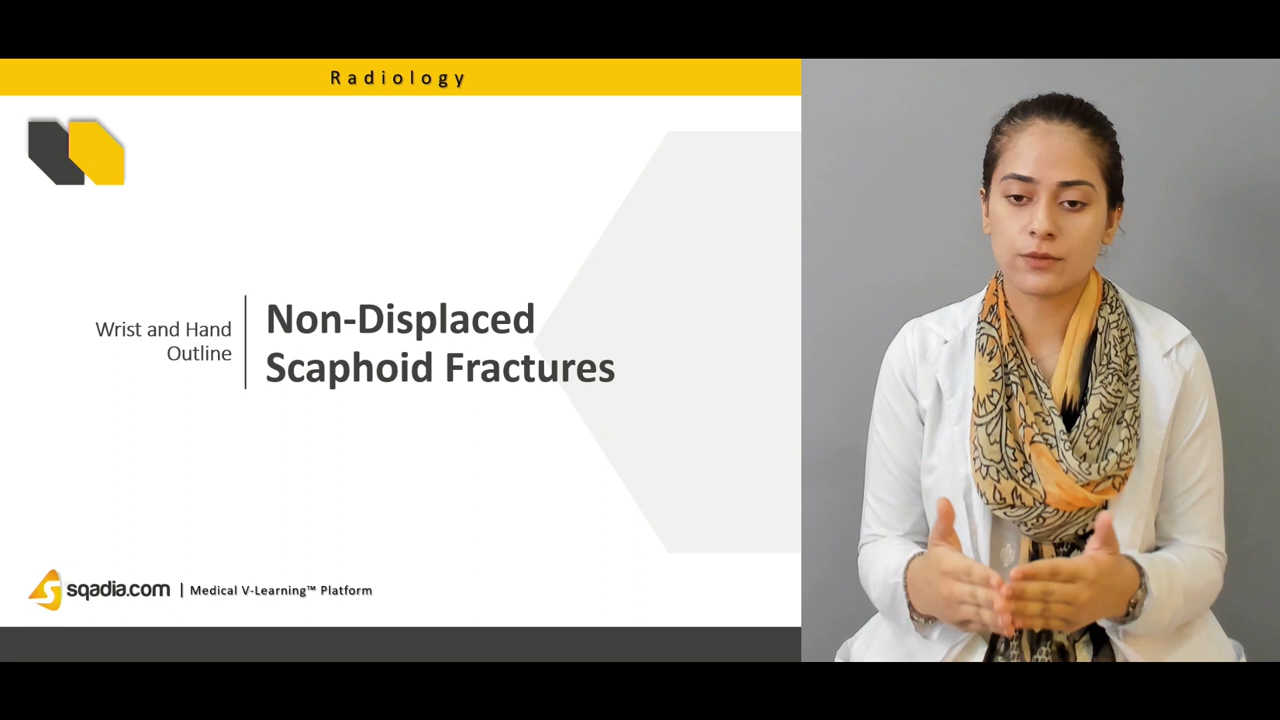 Radiology
Wrist and Hand
Outline
Non-Displaced
Scaphoid Fractures
sqadia.com | Medical V-Learning™ Platform